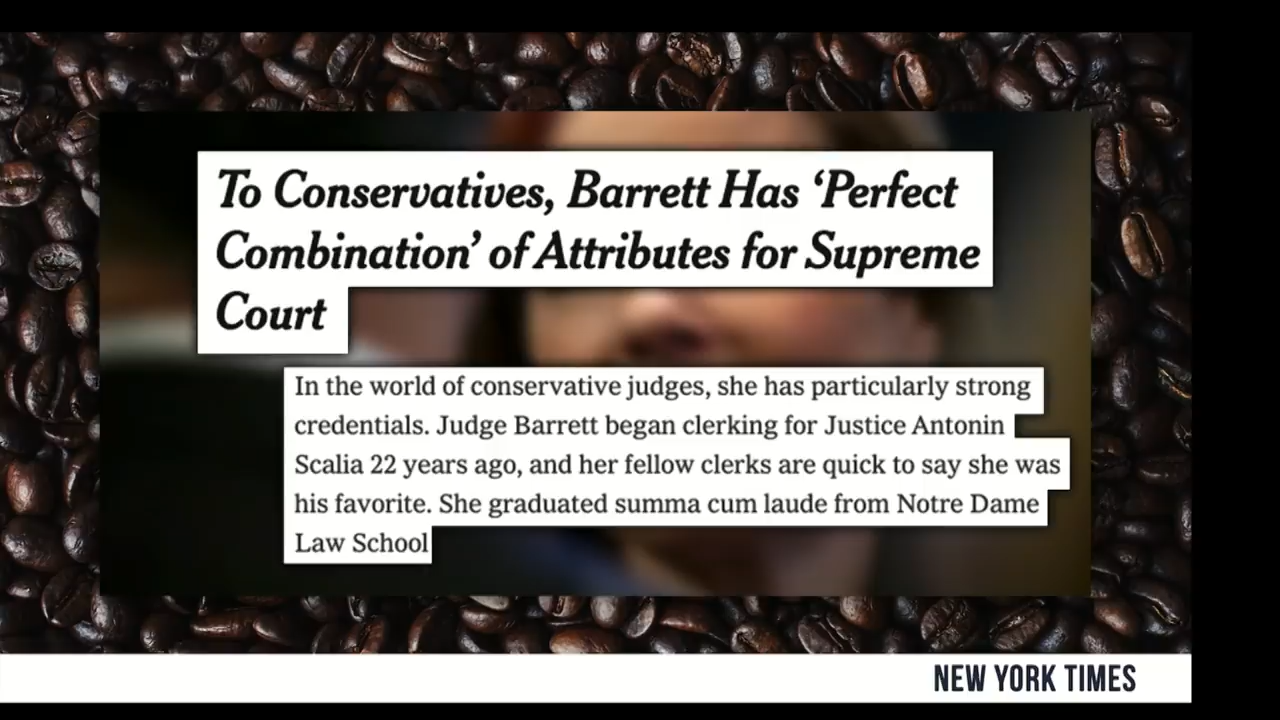 To Conservatives, Barrett Has ‘Perfect
Combination’ of Attributes for Supreme
Court
In the world of conservative judges, she has particularly strong
credentials. Judge Barrett began clerking for Justice Antonin
Scalia 22 years ago, and her fellow clerks are quick to say she was
his favorite. She graduated summa cum laude from Notre Dame
Law School
NEW YORK TIMES